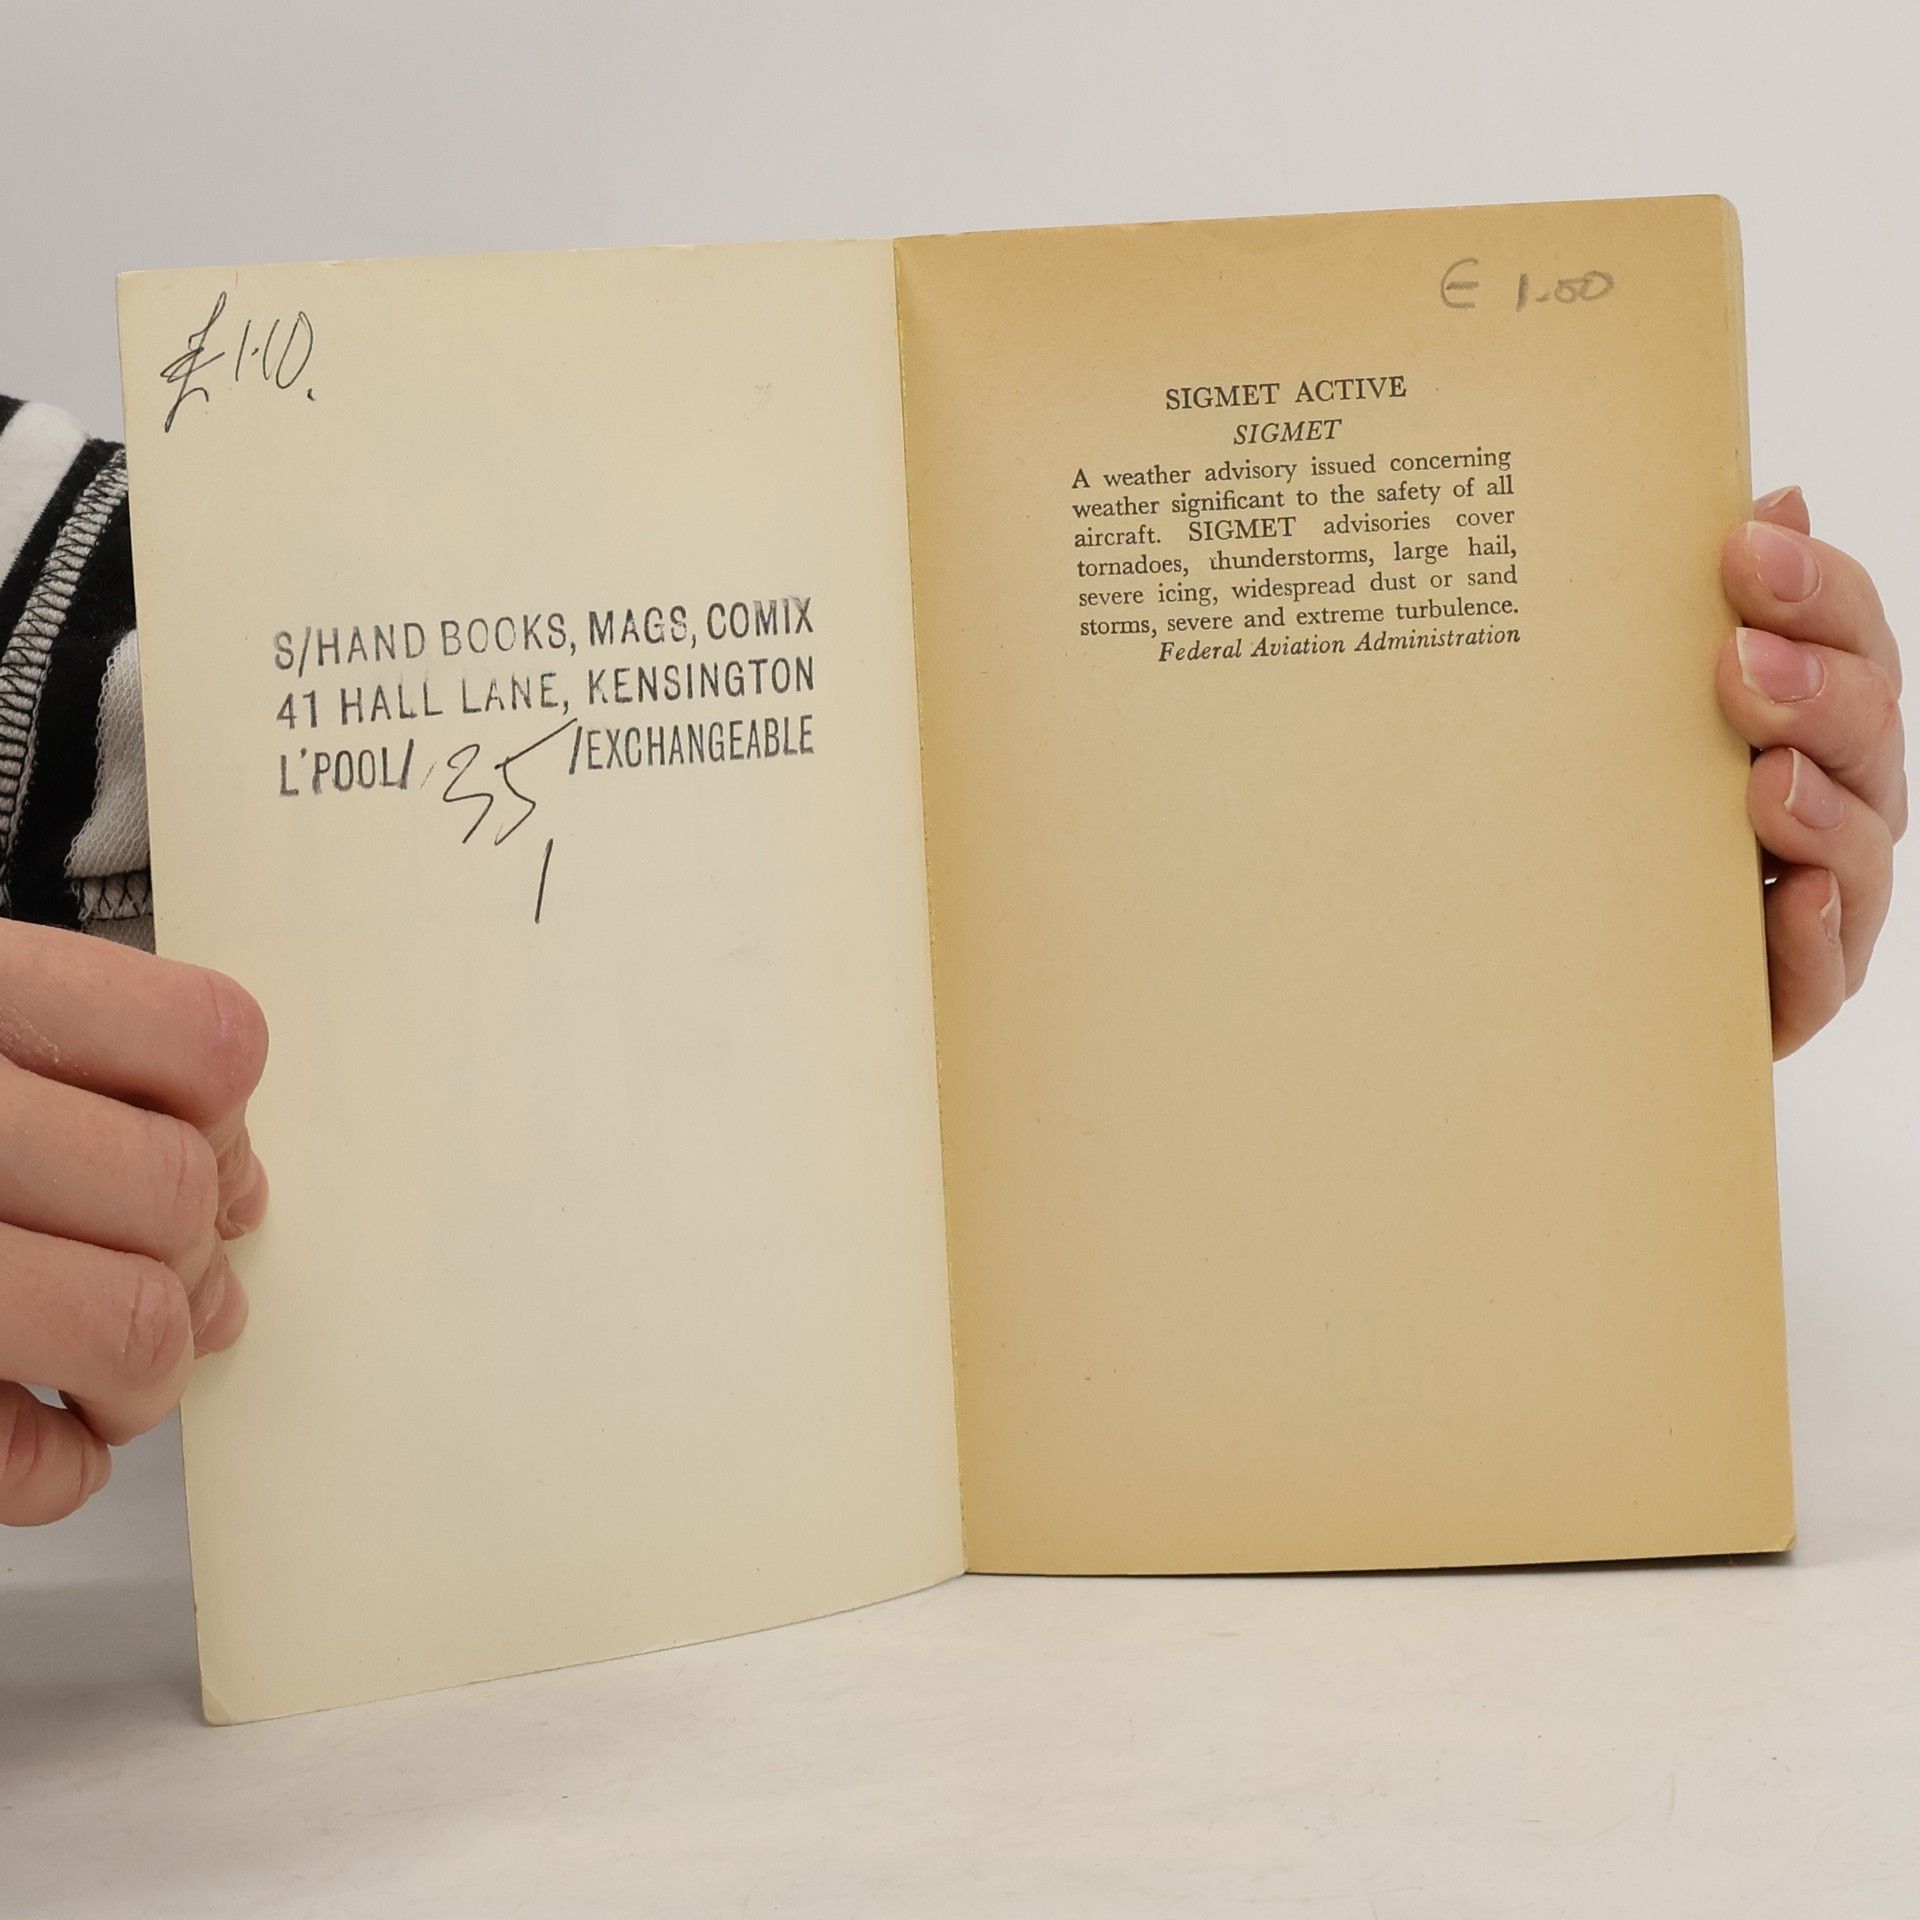 £1.10.
S/HAND BOOKS, MAGS, COMIX
41 HALL LANE, KENSINGTON
L'POOL/ 35 /EXCHANGEABLE
€ 1.50
SIGMET ACTIVE
SIGMET
A weather advisory issued concerning
weather significant to the safety of all
aircraft. SIGMET advisories cover
tornadoes, thunderstorms, large hail,
severe icing, widespread dust or sand
storms, severe and extreme turbulence.
Federal Aviation Administration